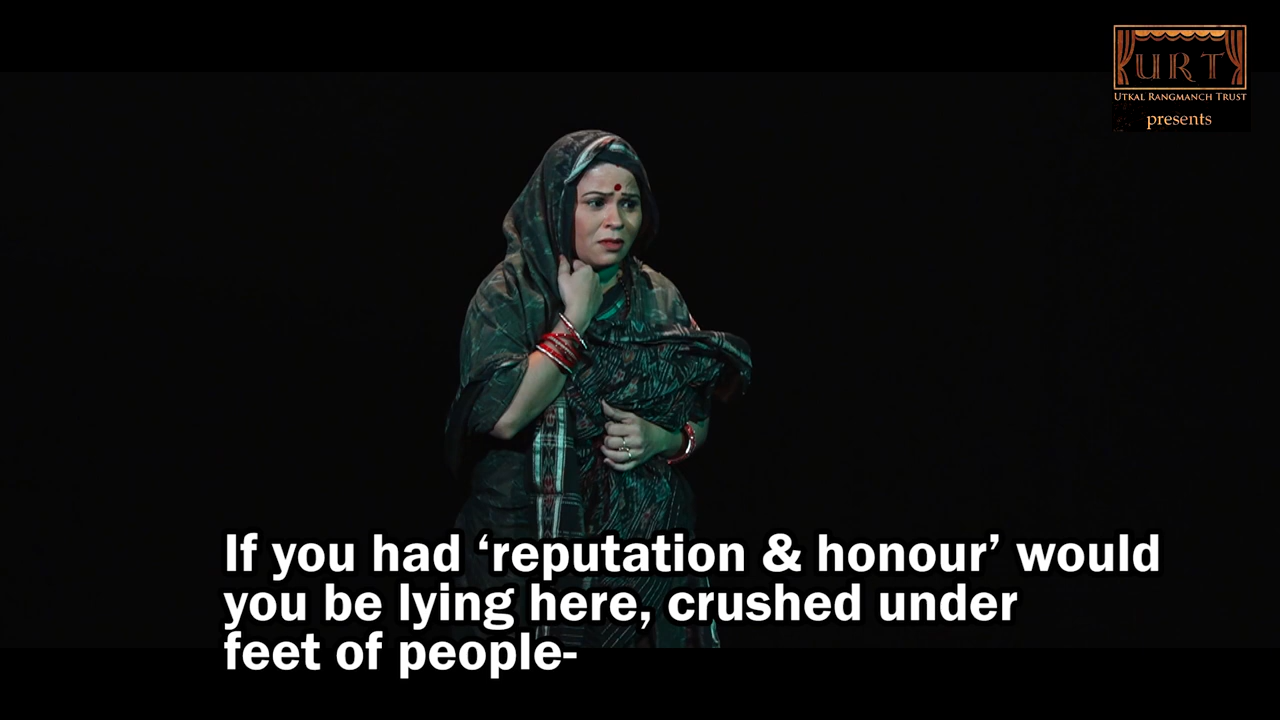 URT
UTKAL RANGMANCH TRUST
presents
If you had ‘reputation & honour’ would
you be lying here, crushed under
feet of people-